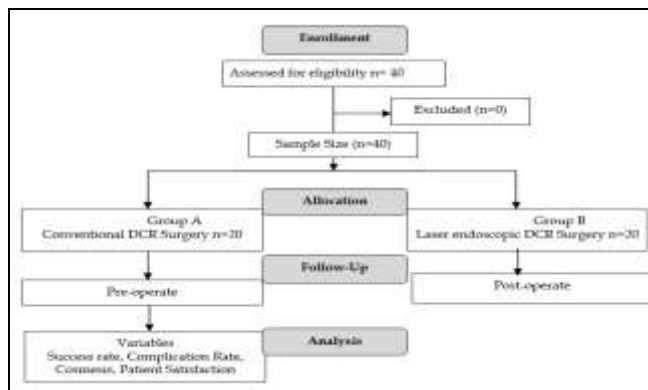 Enrollment
Assessed for eligibility n= 40
Excluded (n=0)
Sample Size (n=40)
Allocation
Group A
Conventional DCR Surgery n=20
Group B
Laser endoscopic DCR Surgery n=20
Follow-Up
Pre-operate
Post-operate
Variables
Success rate, Complication Rate,
Cosmesis, Patient Satisfaction
Analysis